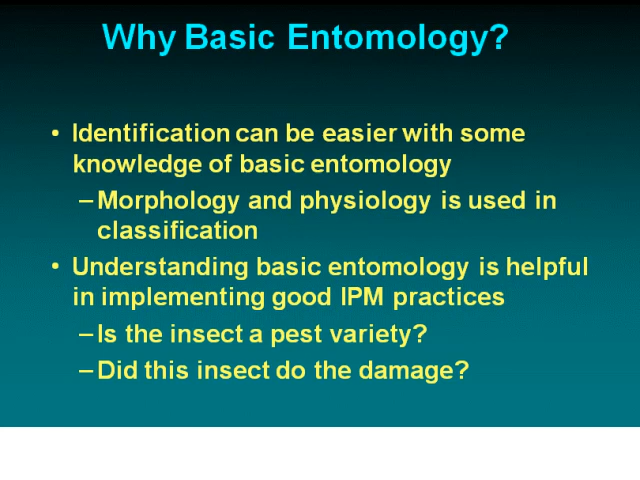 Why Basic Entomology?
• Identification can be easier with some
knowledge of basic entomology
–Morphology and physiology is used in
classification
• Understanding basic entomology is helpful
in implementing good IPM practices
–Is the insect a pest variety?
–Did this insect do the damage?